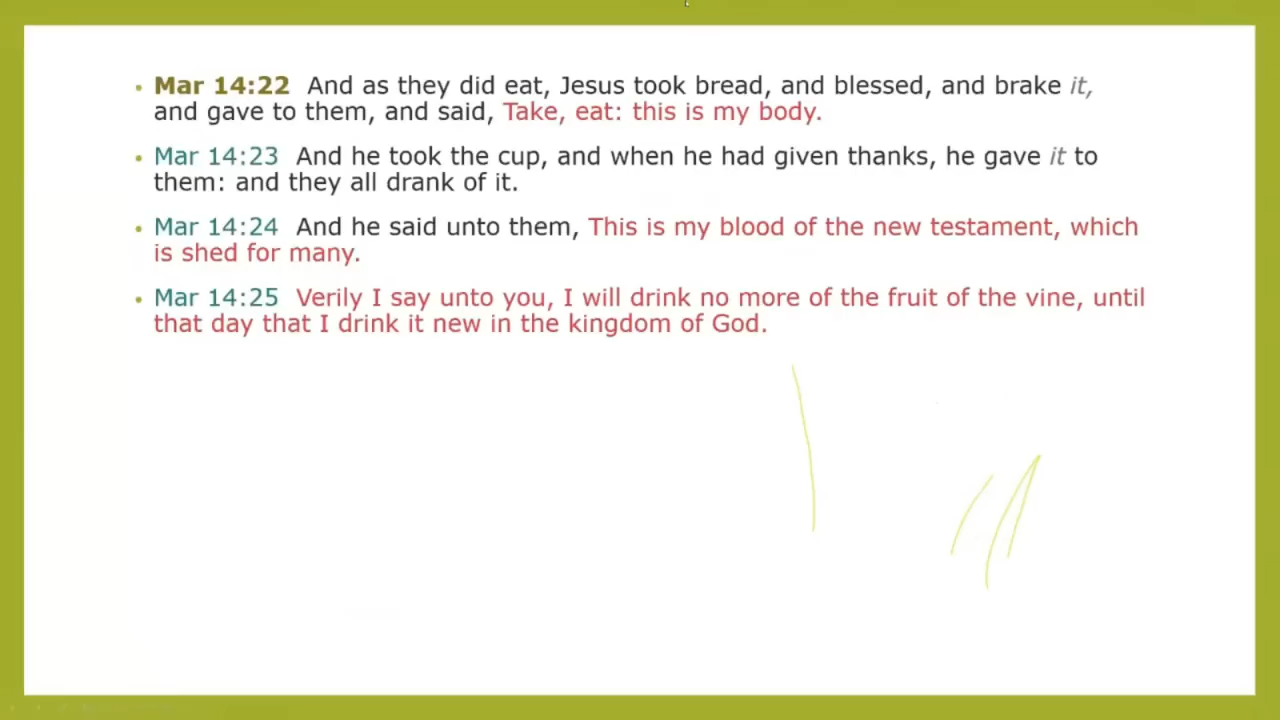 • Mar 14:22 And as they did eat, Jesus took bread, and blessed, and brake it,
and gave to them, and said, Take, eat: this is my body.
• Mar 14:23 And he took the cup, and when he had given thanks, he gave it to
them: and they all drank of it.
• Mar 14:24 And he said unto them, This is my blood of the new testament, which
is shed for many.
• Mar 14:25 Verily I say unto you, I will drink no more of the fruit of the vine, until
that day that I drink it new in the kingdom of God.